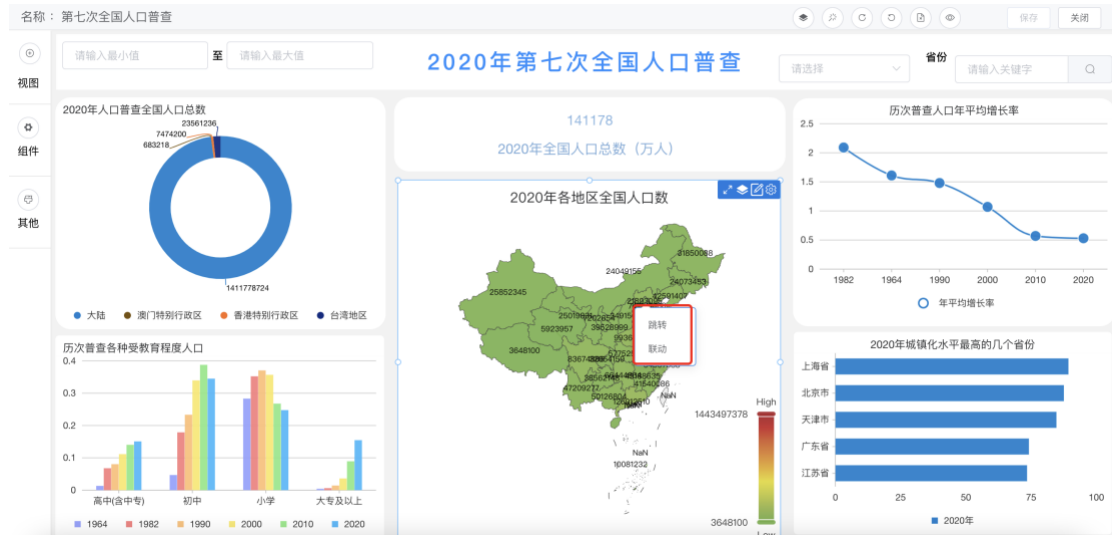 名称： 第七次全国人口普查
保存
关闭
视图
组件
其他
请输入最小值
至
请输入最大值
2020年第七次全国人口普查
请选择
省份
请输入关键字
2020年人口普查全国人口总数
23561236
7474200
683218
1411778724
大陆
澳门特别行政区
香港特别行政区
台湾地区
141178
2020年全国人口总数（万人）
历次普查人口年平均增长率
2.5
2
1.5
1
0.5
0
1982
1964
1990
2000
2010
2020
年平均增长率
历次普查各种受教育程度人口
0.4
0.3
0.2
0.1
0
高中(含中专)
初中
小学
大专及以上
1964
1982
1990
2000
2010
2020
2020年各地区全国人口数
31850088
24049155
24073453
25852345
5923957
3648100
跳转
联动
47209277
NaN
NaN
10081232
High
1443497378
3648100
Low
2020年城镇化水平最高的几个省份
上海省
北京市
天津市
广东省
江苏省
0
25
50
75
100
2020年